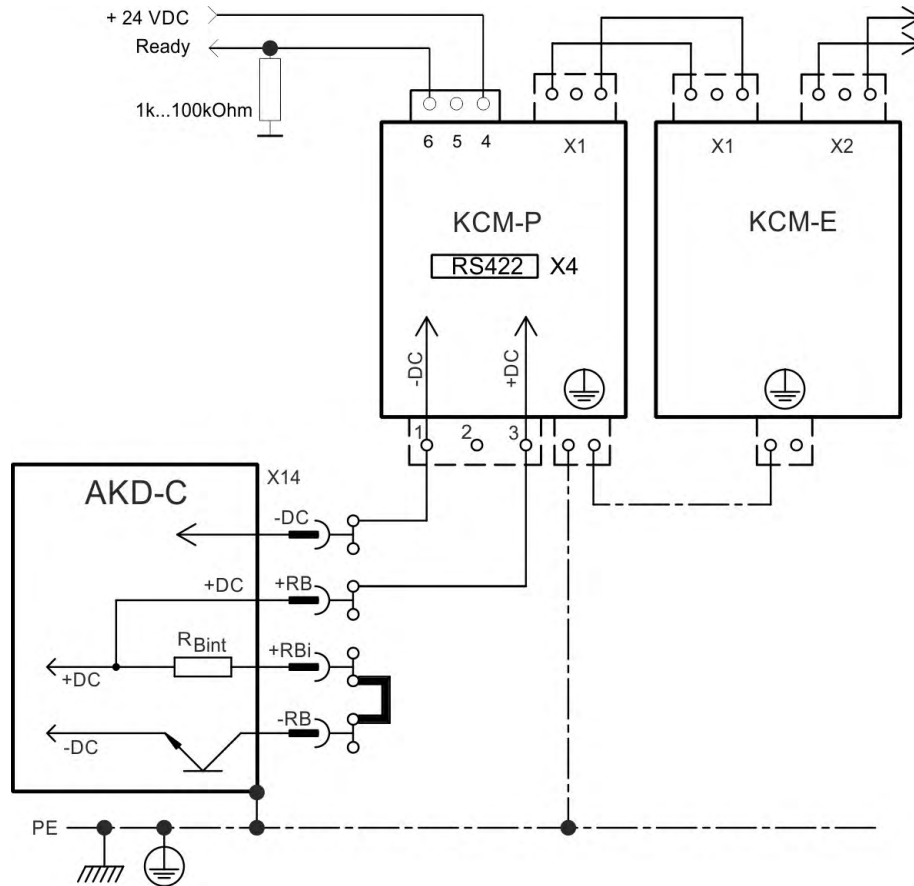 + 24 VDC
Ready
1k...100kOhm
6 5 4
X1
X1
X2
KCM-P
KCM-E
RS422 X4
-DC
+DC
1 2 3
AKD-C
X14
-DC
+DC
+RB
RBint
+RBi
+DC
-RB
-DC
PE